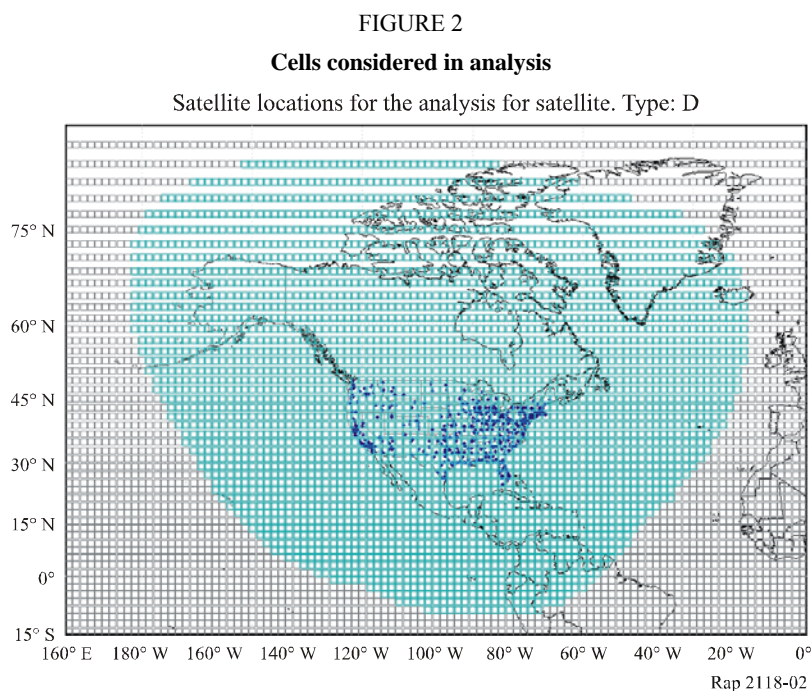 FIGURE 2
Cells considered in analysis
Satellite locations for the analysis for satellite. Type: D
75° N
60° N
45° N
30° N
15° N
0°
15° S
160° E 180° W 160° W 140° W 120° W 100° W 80° W 60° W 40° W 20° W 0°
Rap 2118-02